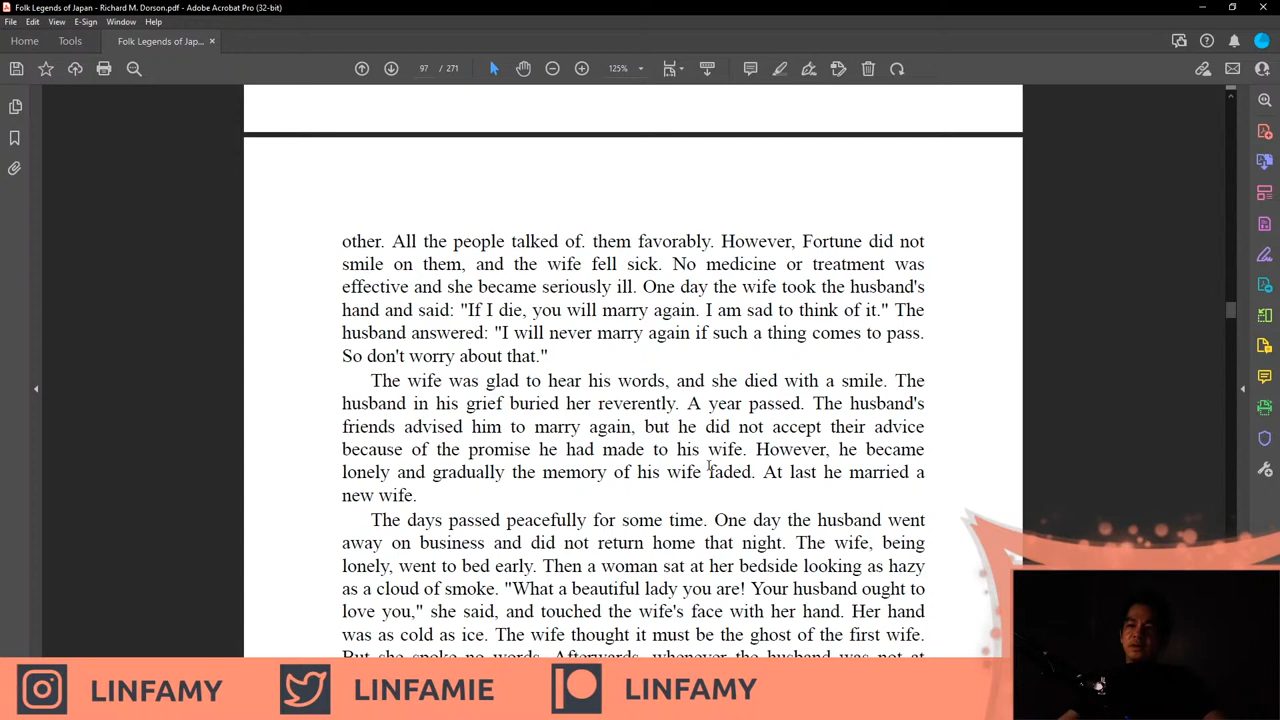 Folk Legends of Japan - Richard M. Dorson.pdf - Adobe Acrobat Pro (32-bit)
File Edit View E-Sign Window Help
Home Tools Folk Legends of Jap...
97 / 271 125%
other. All the people talked of. them favorably. However, Fortune did not
smile on them, and the wife fell sick. No medicine or treatment was
effective and she became seriously ill. One day the wife took the husband's
hand and said: "If I die, you will marry again. I am sad to think of it." The
husband answered: "I will never marry again if such a thing comes to pass.
So don't worry about that."
The wife was glad to hear his words, and she died with a smile. The
husband in his grief buried her reverently. A year passed. The husband's
friends advised him to marry again, but he did not accept their advice
because of the promise he had made to his wife. However, he became
lonely and gradually the memory of his wife faded. At last he married a
new wife.
The days passed peacefully for some time. One day the husband went
away on business and did not return home that night. The wife, being
lonely, went to bed early. Then a woman sat at her bedside looking as hazy
as a cloud of smoke. "What a beautiful lady you are! Your husband ought to
love you," she said, and touched the wife's face with her hand. Her hand
was as cold as ice. The wife thought it must be the ghost of the first wife.
But she spoke no words. Afterwards, whenever the husband was not at
LINFAMY LINFAMIE LINFAMY